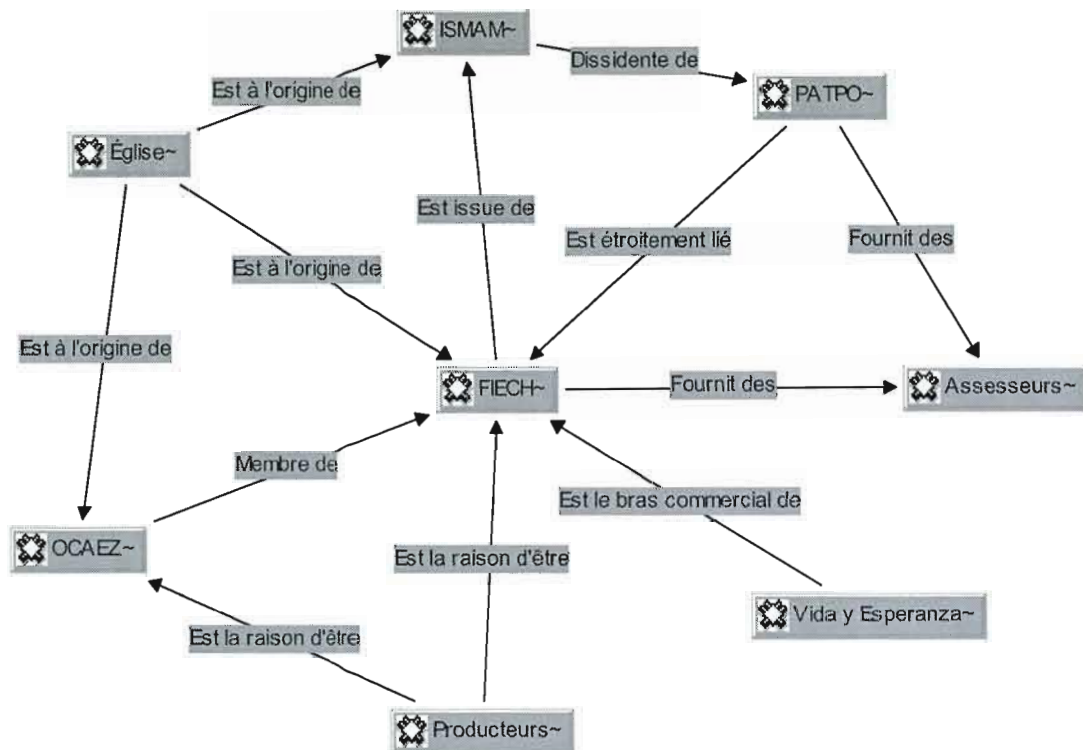 ISMAM~
Dissidente de
PATPO~
Est à l'origine de
Église~
Est issue de
Est étroitement lié
Fournit des
Est à l'origine de
Est à l'origine de
FIECH~
Fournit des
Assesseurs~
Membre de
Est le bras commercial de
OCAEZ~
Est la raison d'être
Vida y Esperanza~
Est la raison d'être
Producteurs~